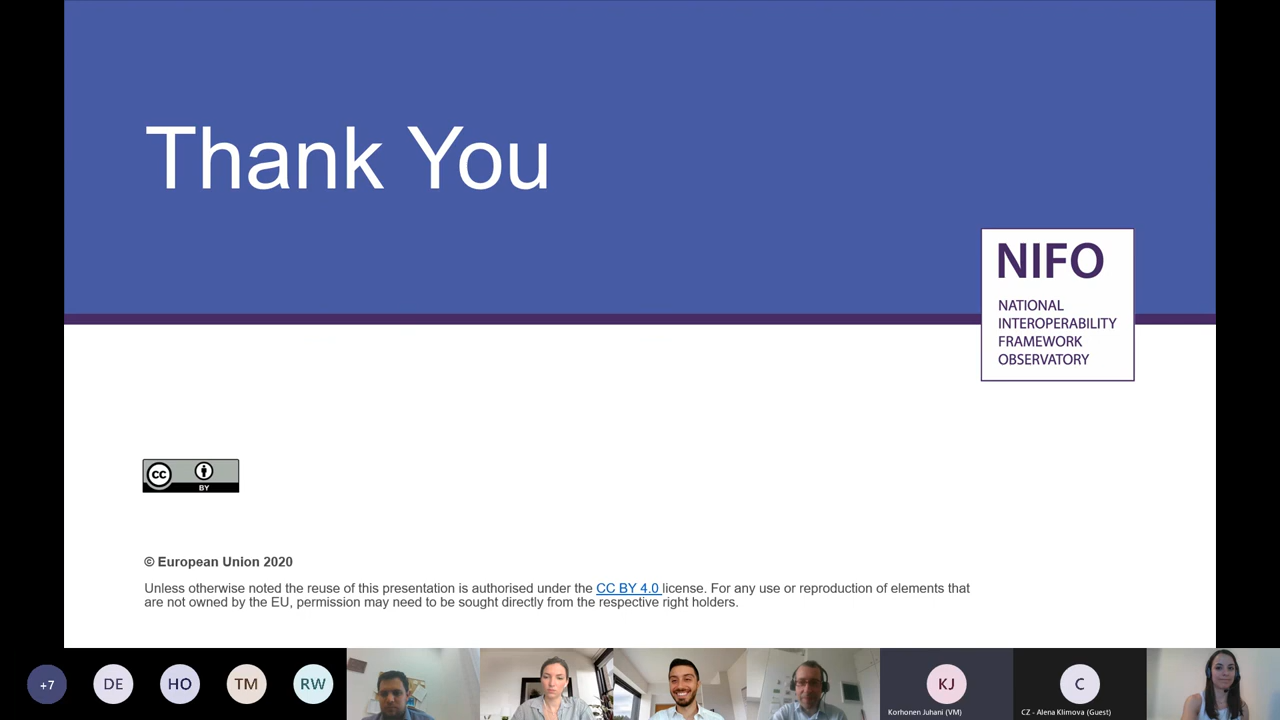 Thank You
NIFO
NATIONAL
INTEROPERABILITY
FRAMEWORK
OBSERVATORY
cc
BY
© European Union 2020
Unless otherwise noted the reuse of this presentation is authorised under the CC BY 4.0 license. For any use or reproduction of elements that
are not owned by the EU, permission may need to be sought directly from the respective right holders.
+7
DE
HO
TM
RW
KJ
Korhonen Juhani (VM)
C
CZ - Alena Klimova (Guest)